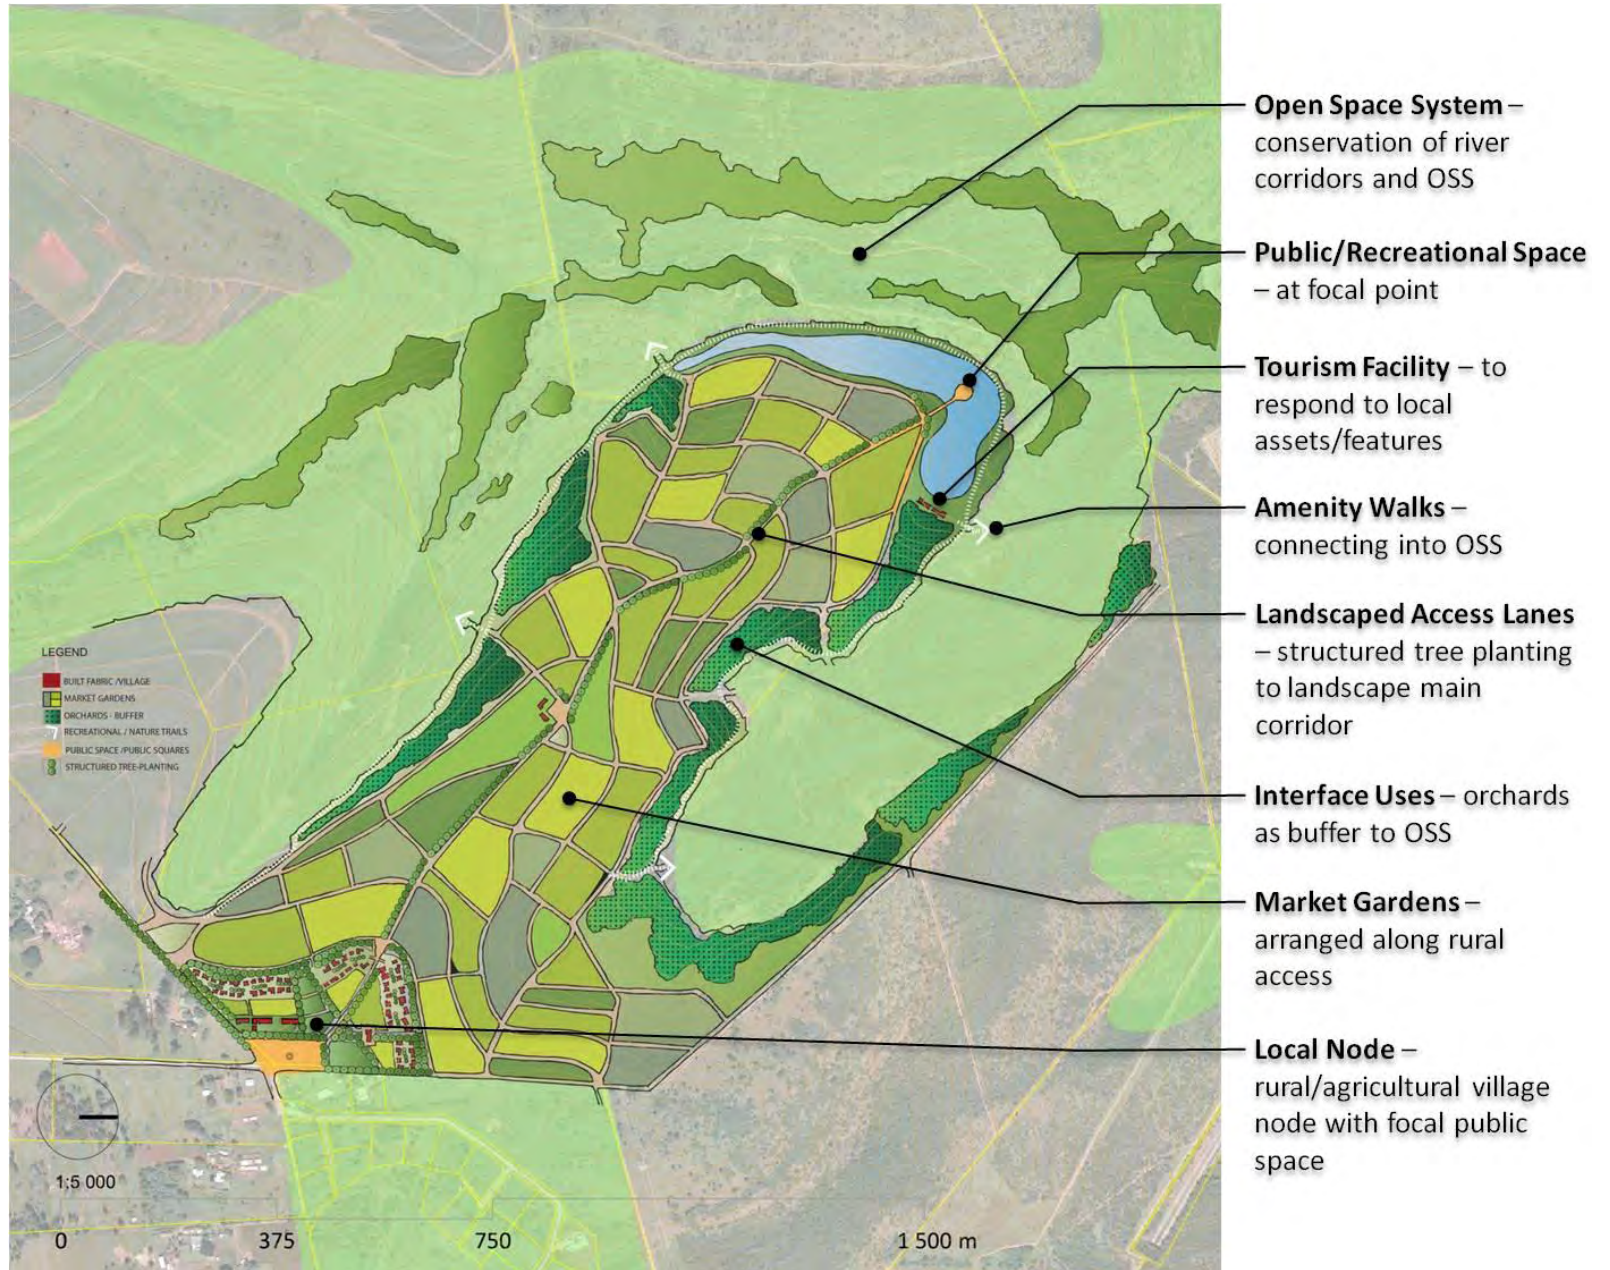 Open Space System –
conservation of river
corridors and OSS
Public/Recreational Space
– at focal point
Tourism Facility – to
respond to local
assets/features
Amenity Walks –
connecting into OSS
Landscaped Access Lanes
– structured tree planting
to landscape main
corridor
Interface Uses – orchards
as buffer to OSS
Market Gardens –
arranged along rural
access
Local Node –
rural/agricultural village
node with focal public
space
LEGEND
BUILT FABRIC /VILLAGE
MARKET GARDENS
ORCHARDS - BUFFER
RECREATIONAL / NATURE TRAILS
PUBLIC SPACE /PUBLIC SQUARES
STRUCTURED TREE-PLANTING
1:5 000
0 375 750 1 500 m